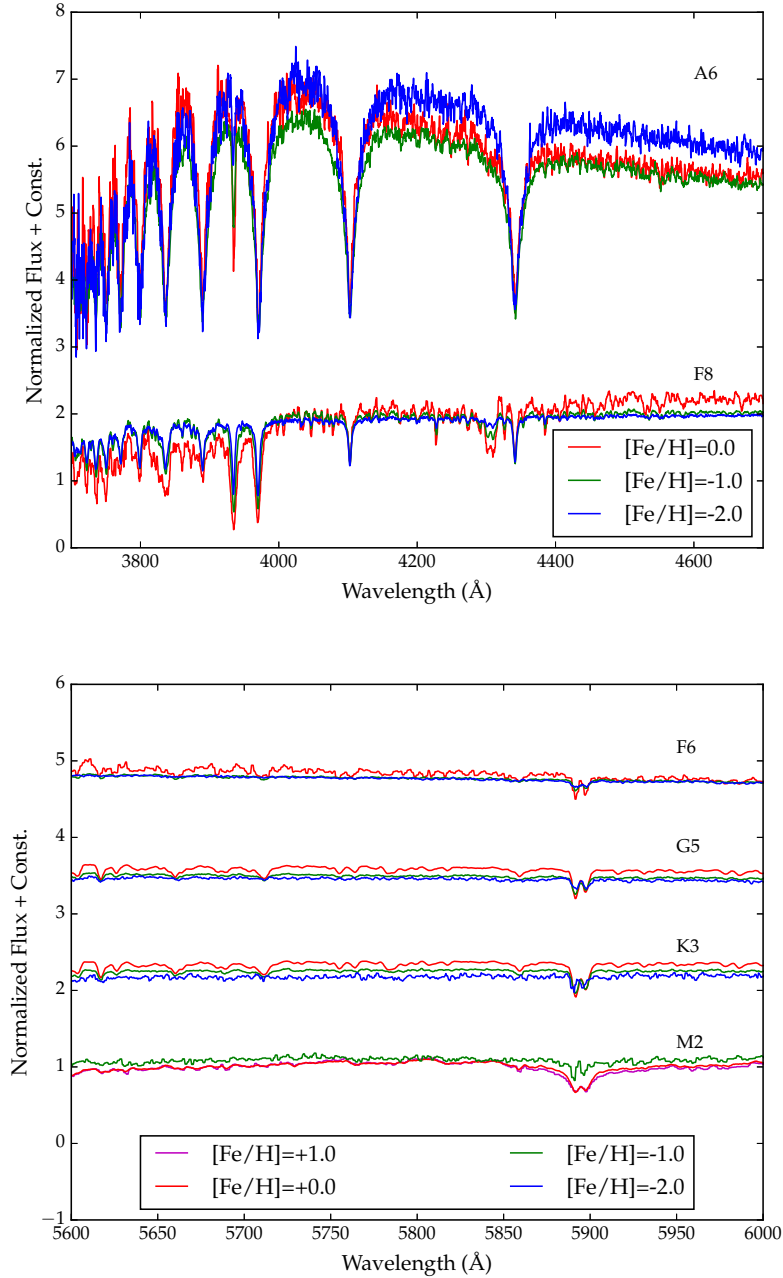 8
7
6
5
4
3
2
1
0
Normalized Flux + Const.
A6
F8
[Fe/H]=0.0
[Fe/H]=-1.0
[Fe/H]=-2.0
3800 4000 4200 4400 4600
Wavelength (Å)
6
5
4
3
2
1
0
−1
Normalized Flux + Const.
F6
G5
K3
M2
[Fe/H]=+1.0 [Fe/H]=-1.0
[Fe/H]=+0.0 [Fe/H]=-2.0
5600 5650 5700 5750 5800 5850 5900 5950 6000
Wavelength (Å)